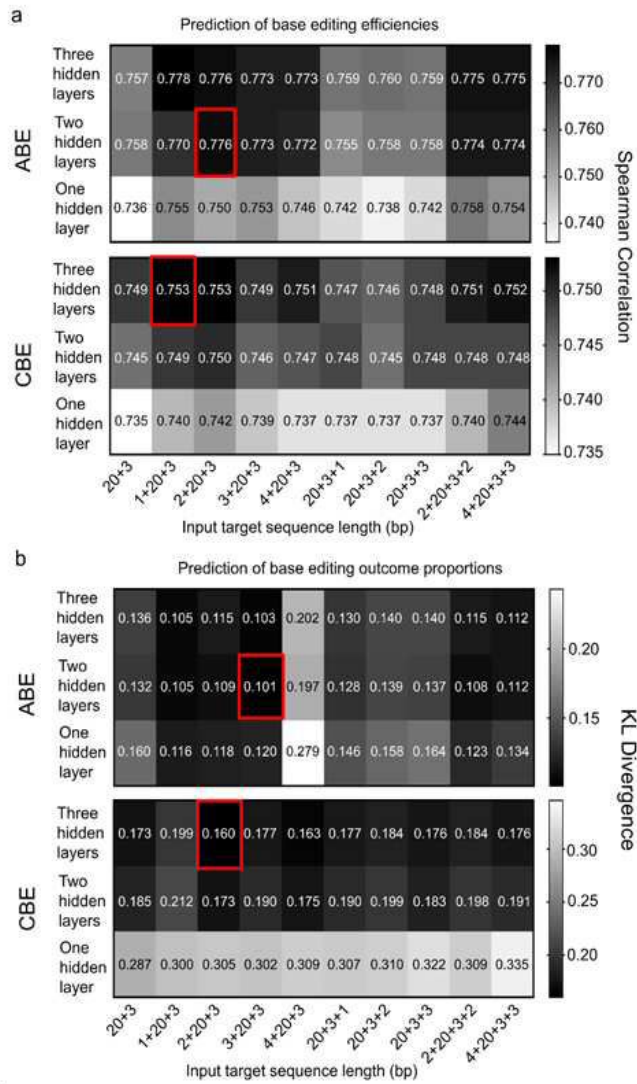 a
Prediction of base editing efficiencies
ABE
Three hidden layers
0.757 0.778 0.776 0.773 0.773 0.759 0.760 0.759 0.775 0.775
Two hidden layers
0.758 0.770 0.776 0.773 0.772 0.755 0.758 0.758 0.774 0.774
One hidden layer
0.736 0.755 0.750 0.753 0.746 0.742 0.738 0.742 0.758 0.754
0.770
0.760
0.750
0.740
Spearman Correlation
CBE
Three hidden layers
0.749 0.753 0.753 0.749 0.751 0.747 0.746 0.748 0.751 0.752
Two hidden layers
0.745 0.749 0.750 0.746 0.747 0.748 0.745 0.748 0.748 0.748
One hidden layer
0.735 0.740 0.742 0.739 0.737 0.737 0.737 0.737 0.740 0.744
0.750
0.745
0.740
0.735
20+3 1+20+3 2+20+3 3+20+3 4+20+3 20+3+1 20+3+2 20+3+3 2+20+3+2 4+20+3+3
Input target sequence length (bp)
b
Prediction of base editing outcome proportions
ABE
Three hidden layers
0.136 0.105 0.115 0.103 0.202 0.130 0.140 0.140 0.115 0.112
Two hidden layers
0.132 0.105 0.109 0.101 0.197 0.128 0.139 0.137 0.108 0.112
One hidden layer
0.160 0.116 0.118 0.120 0.279 0.146 0.158 0.164 0.123 0.134
0.20
0.15
KL Divergence
CBE
Three hidden layers
0.173 0.199 0.160 0.177 0.163 0.177 0.184 0.176 0.184 0.176
Two hidden layers
0.185 0.212 0.173 0.190 0.175 0.190 0.199 0.183 0.198 0.191
One hidden layer
0.287 0.300 0.305 0.302 0.309 0.307 0.310 0.322 0.309 0.335
0.30
0.25
0.20
20+3 1+20+3 2+20+3 3+20+3 4+20+3 20+3+1 20+3+2 20+3+3 2+20+3+2 4+20+3+3
Input target sequence length (bp)